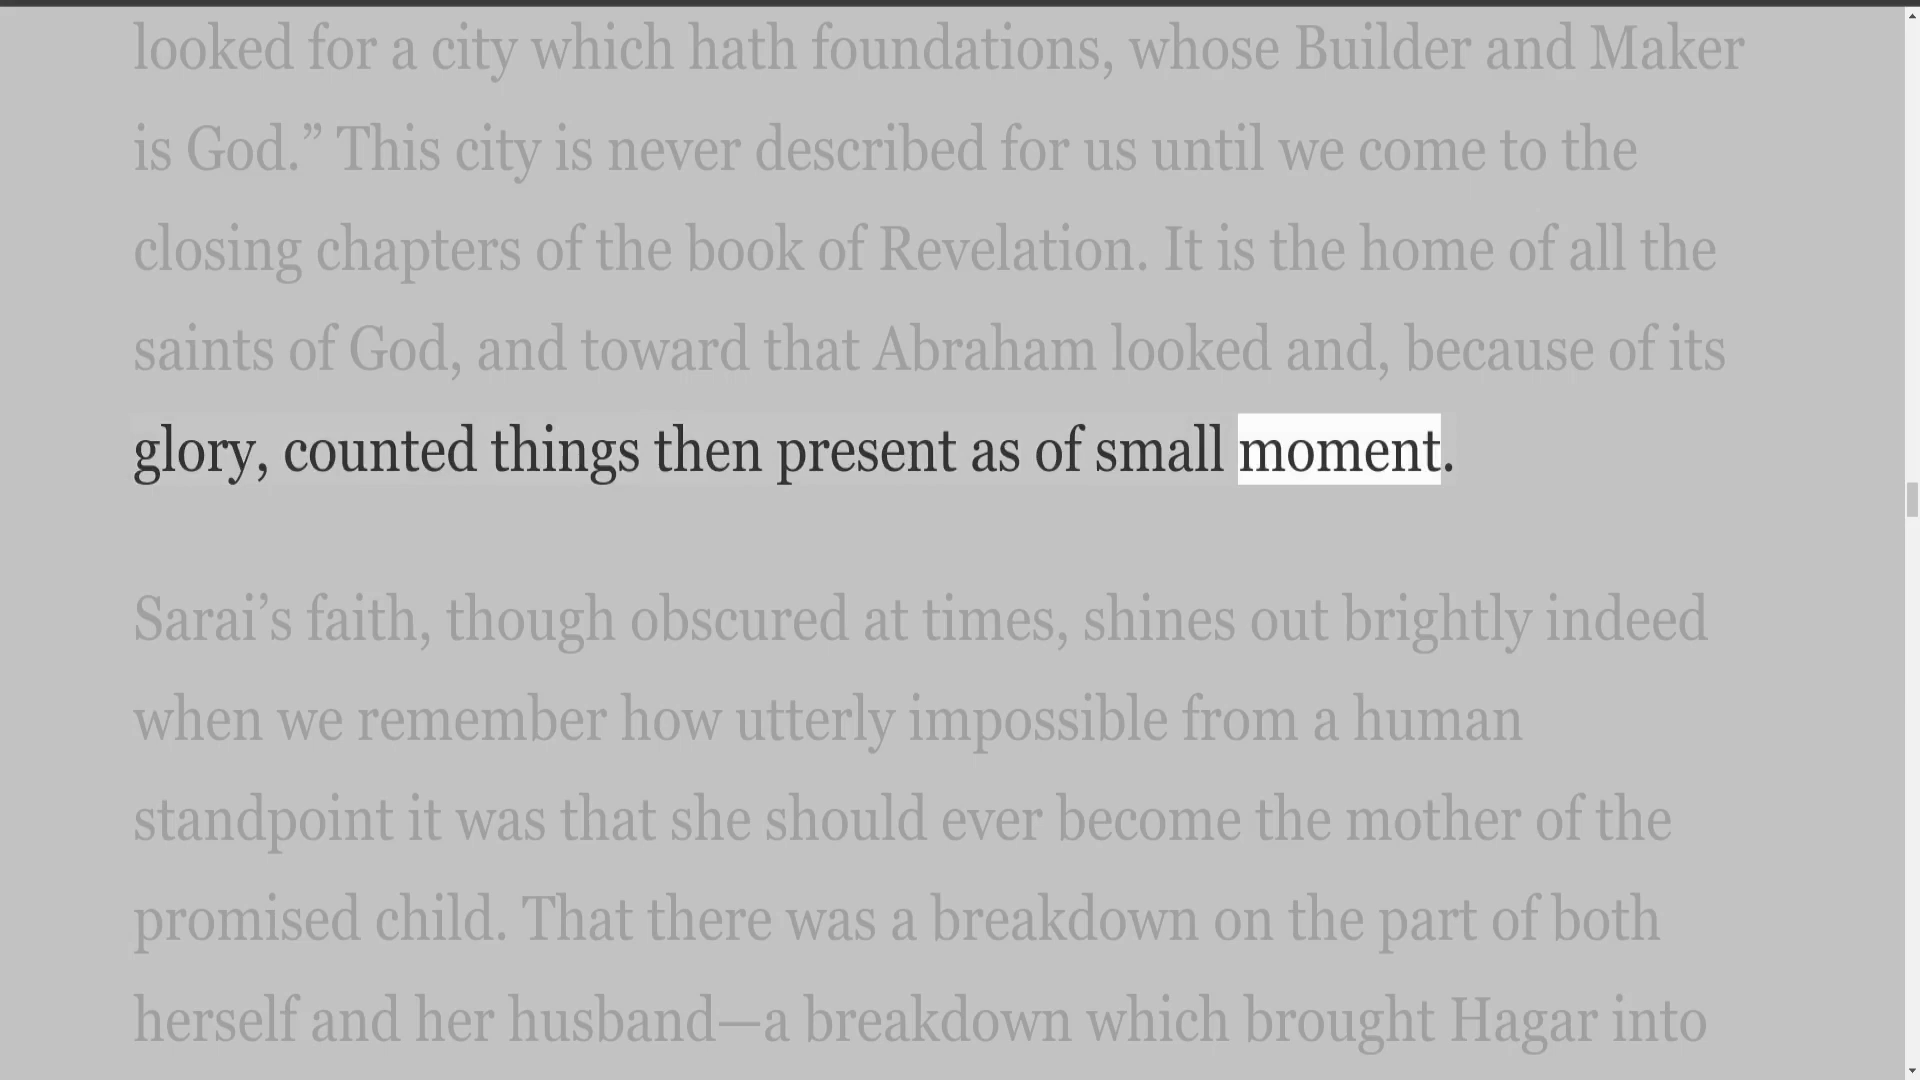 looked for a city which hath foundations, whose Builder and Maker
is God.” This city is never described for us until we come to the
closing chapters of the book of Revelation. It is the home of all the
saints of God, and toward that Abraham looked and, because of its
glory, counted things then present as of small moment.
Sarai’s faith, though obscured at times, shines out brightly indeed
when we remember how utterly impossible from a human
standpoint it was that she should ever become the mother of the
promised child. That there was a breakdown on the part of both
herself and her husband—a breakdown which brought Hagar into